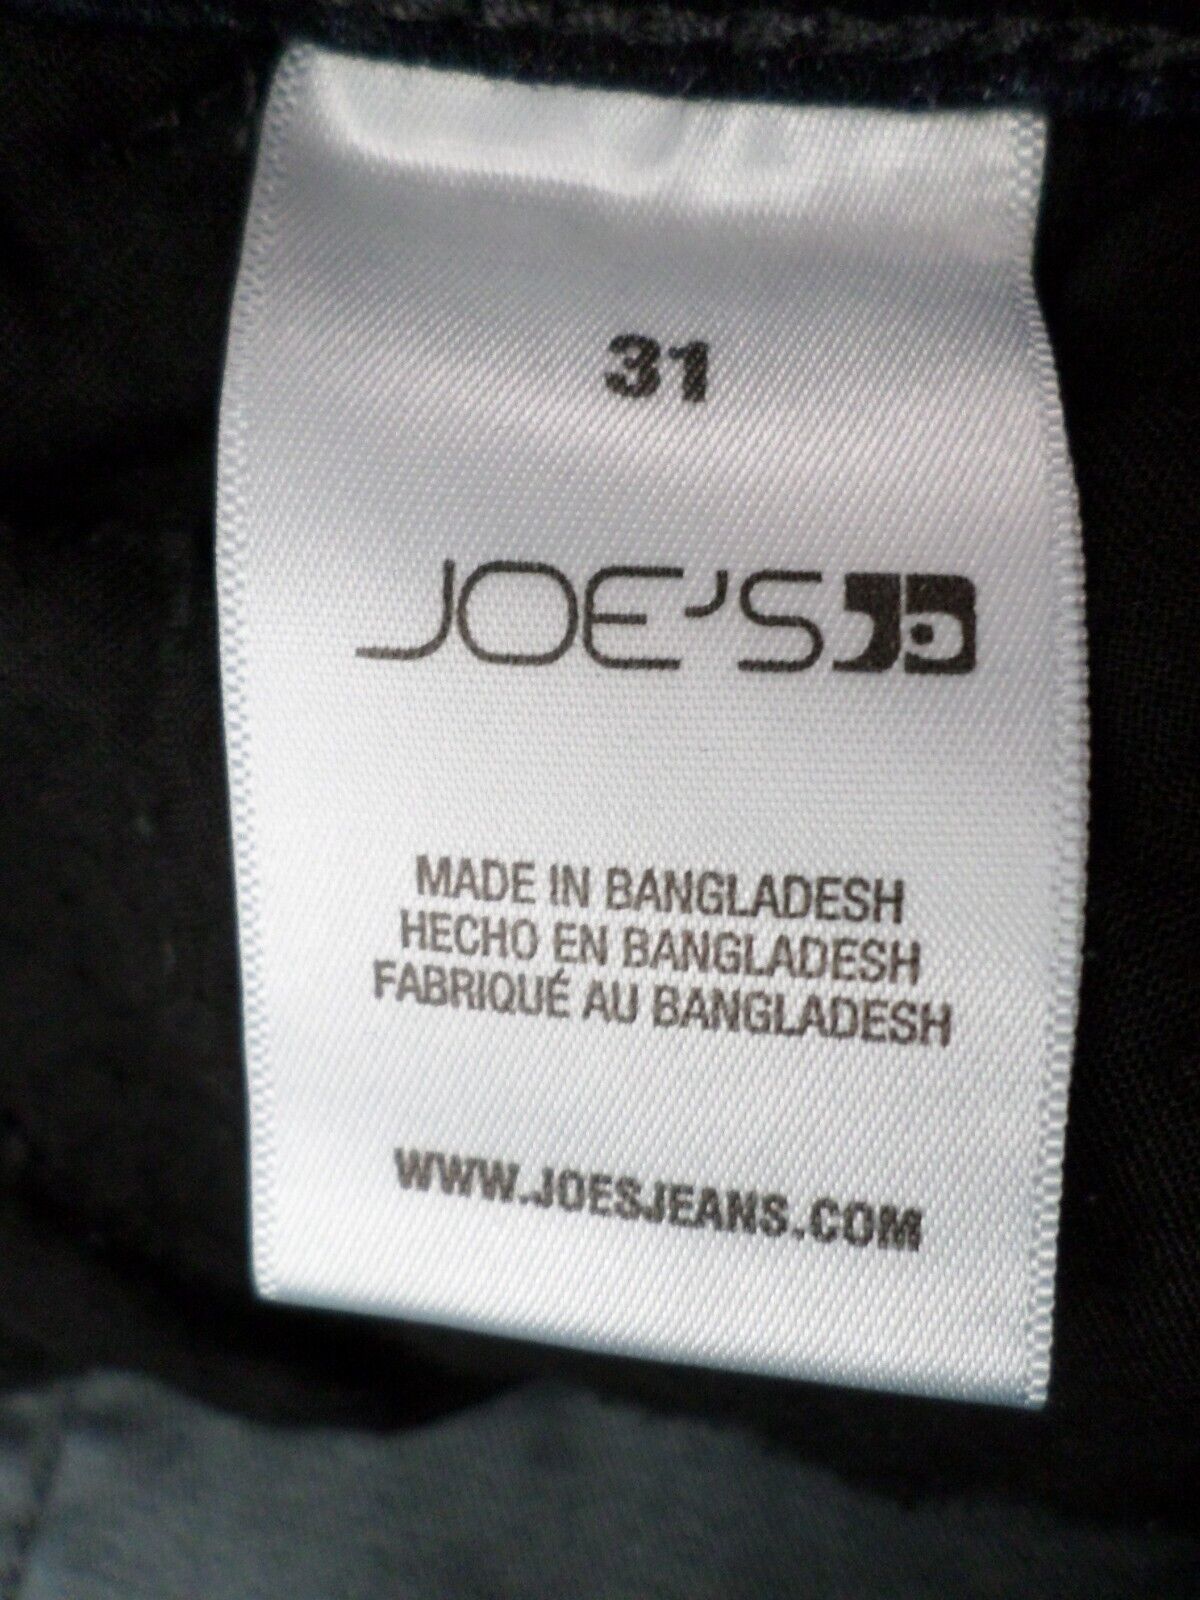 31
JOE'S
MADE IN BANGLADESH
HECHO EN BANGLADESH
FABRIQUÉ AU BANGLADESH
WWW.JOESJEANS.COM